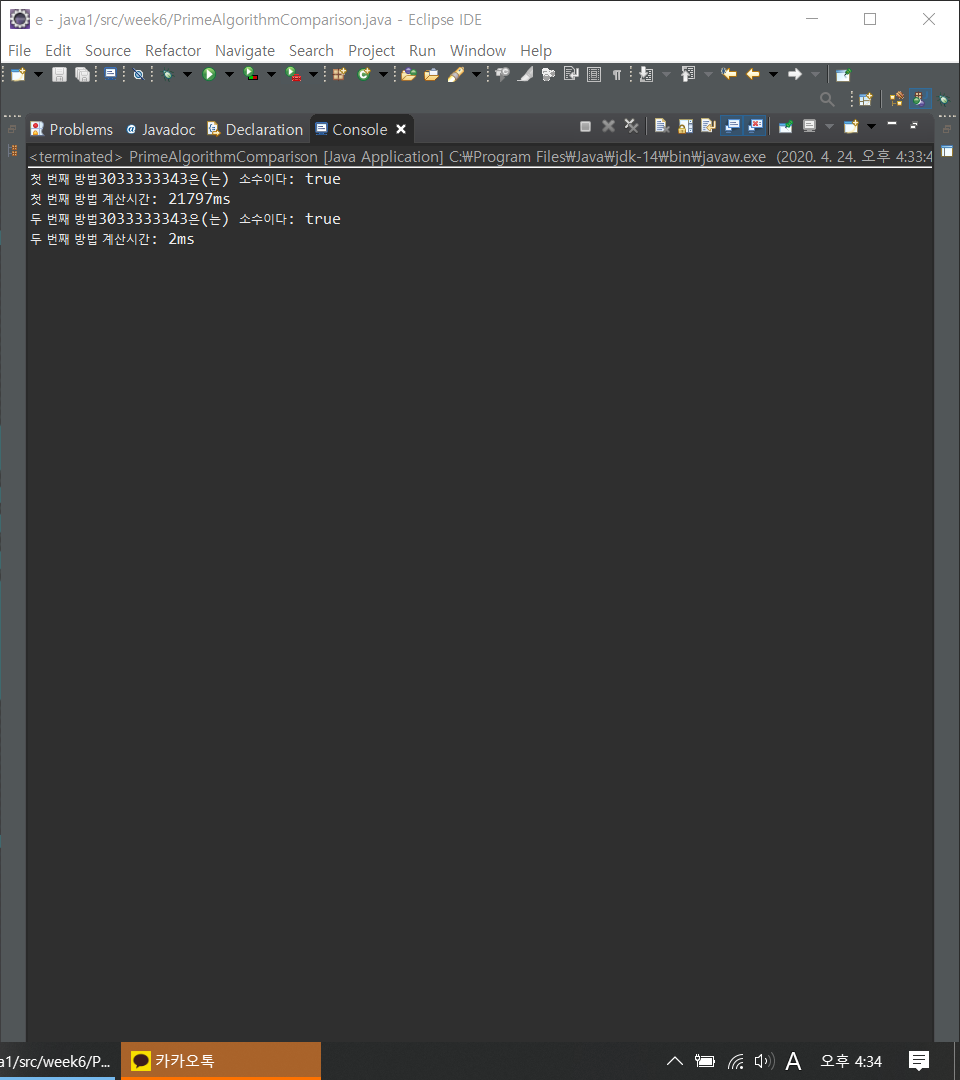 e - java1/src/week6/PrimeAlgorithmComparison.java - Eclipse IDE
File Edit Source Refactor Navigate Search Project Run Window Help
Problems @ Javadoc Declaration Console
<terminated> PrimeAlgorithmComparison [Java Application] C:₩Program Files₩Java₩jdk-14₩bin₩javaw.exe (2020. 4. 24. 오후 4:33:4
첫 번째 방법3033333343은(는) 소수이다: true
첫 번째 방법 계산시간: 21797ms
두 번째 방법3033333343은(는) 소수이다: true
두 번째 방법 계산시간: 2ms
a1/src/week6/P... 카카오톡 A 오후 4:34